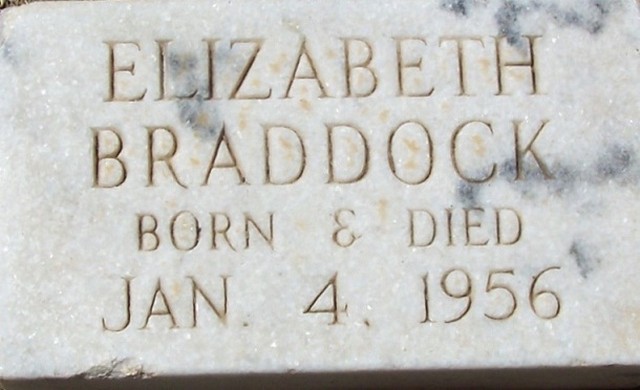 ELIZABETH
BRADDOCK
BORN & DIED
JAN. 4. 1956